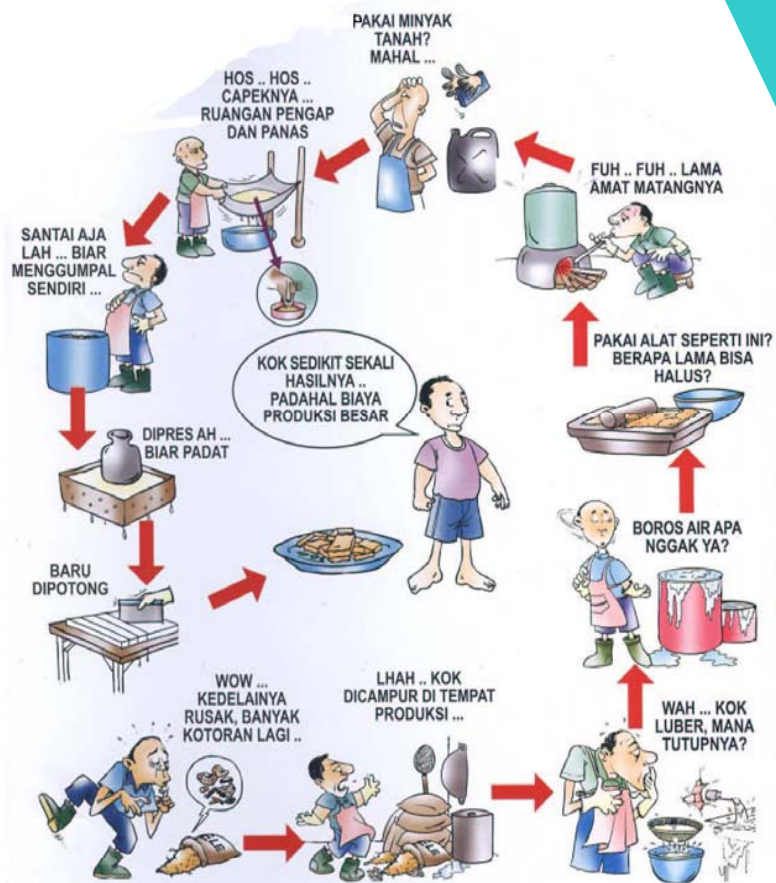 PAKAI MINYAK
TANAH?
MAHAL ...
HOS .. HOS ..
CAPEKNYA ...
RUANGAN PENGAP
DAN PANAS
FUH .. FUH .. LAMA
AMAT MATANGNYA
SANTAI AJA
LAH ... BIAR
MENGGUMPAL
SENDIRI ...
PAKAI ALAT SEPERTI INI?
BERAPA LAMA BISA
HALUS?
KOK SEDIKIT SEKALI
HASILNYA ..
PADAHAL BIAYA
PRODUKSI BESAR
DIPRES AH ...
BIAR PADAT
BOROS AIR APA
NGGAK YA?
BARU
DIPOTONG
WOW ...
KEDELAINYA
RUSAK, BANYAK
KOTORAN LAGI ..
LHAH .. KOK
DICAMPUR DI TEMPAT
PRODUKSI ...
WAH ... KOK
LUBER, MANA
TUTUPNYA?